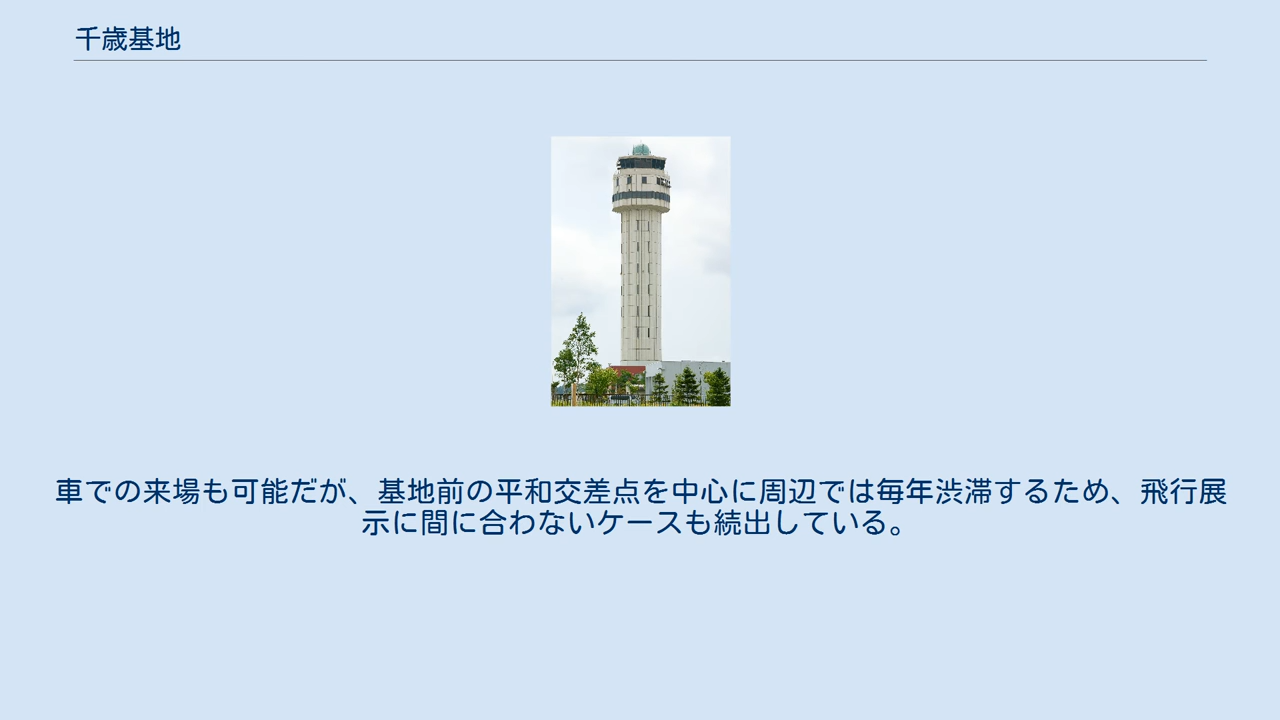 千歳基地
車での来場も可能だが、基地前の平和交差点を中心に周辺では毎年渋滞するため、飛行展
示に間に合わないケースも続出している。